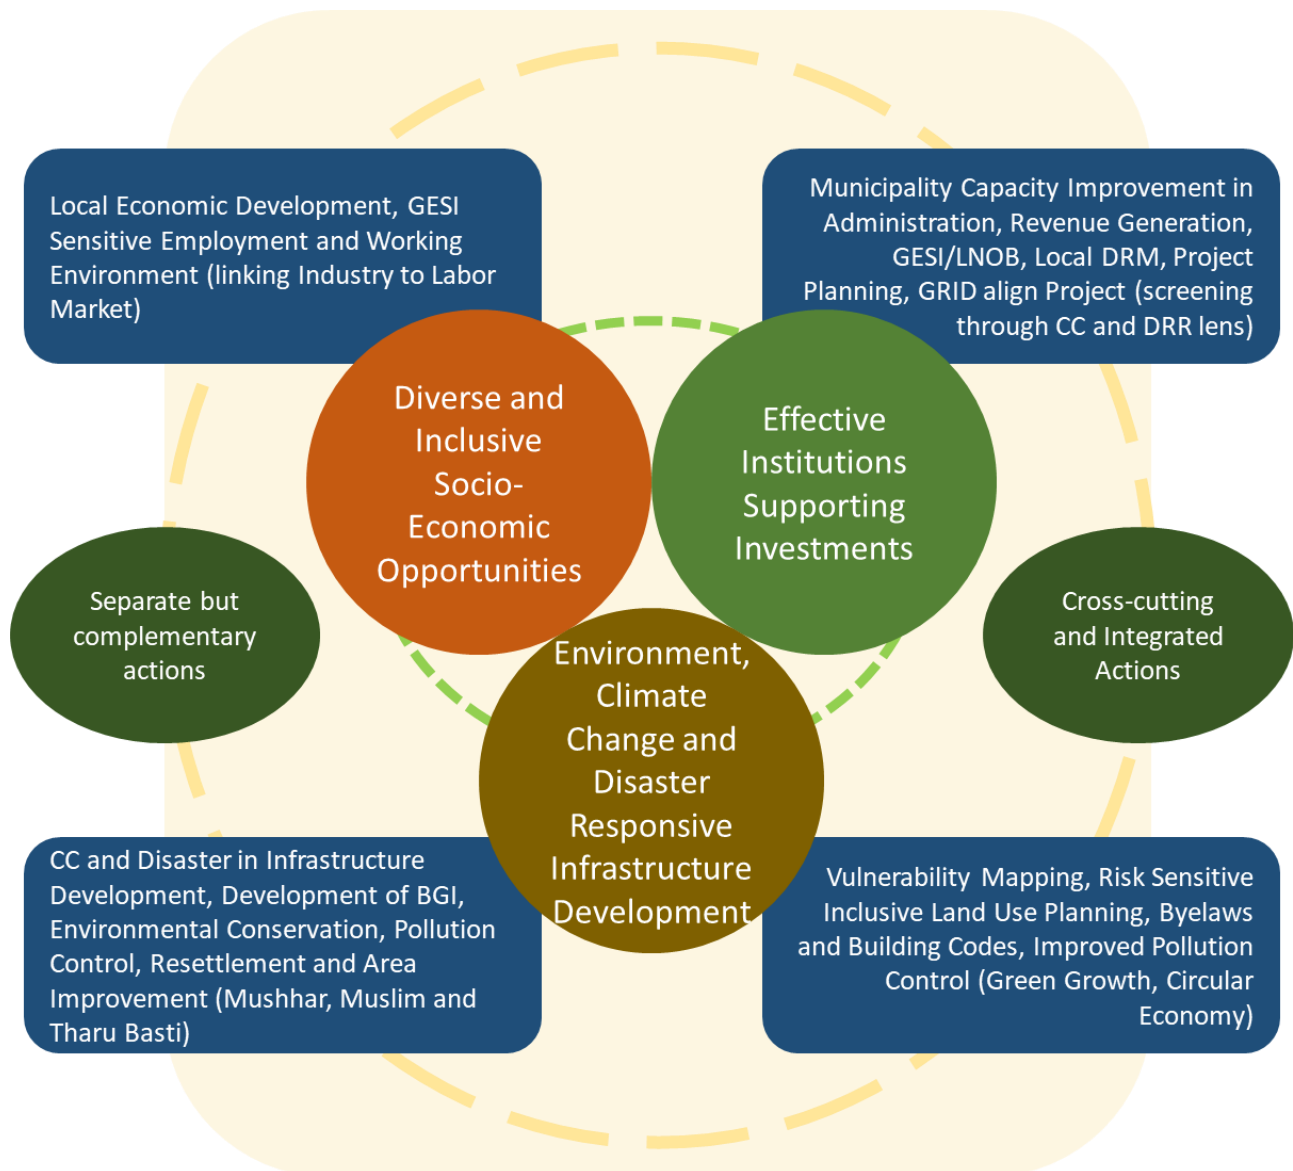 Local Economic Development, GESI
Sensitive Employment and Working
Environment (linking Industry to Labor
Market)
Municipality Capacity Improvement in
Administration, Revenue Generation,
GESI/LNOB, Local DRM, Project
Planning, GRID align Project (screening
through CC and DRR lens)
Diverse and
Inclusive
Socio-
Economic
Opportunities
Effective
Institutions
Supporting
Investments
Separate but
complementary
actions
Cross-cutting
and Integrated
Actions
Environment,
Climate
Change and
Disaster
Responsive
Infrastructure
Development
CC and Disaster in Infrastructure
Development, Development of BGI,
Environmental Conservation, Pollution
Control, Resettlement and Area
Improvement (Mushhar, Muslim and
Tharu Basti)
Vulnerability Mapping, Risk Sensitive
Inclusive Land Use Planning, Byelaws
and Building Codes, Improved Pollution
Control (Green Growth, Circular
Economy)